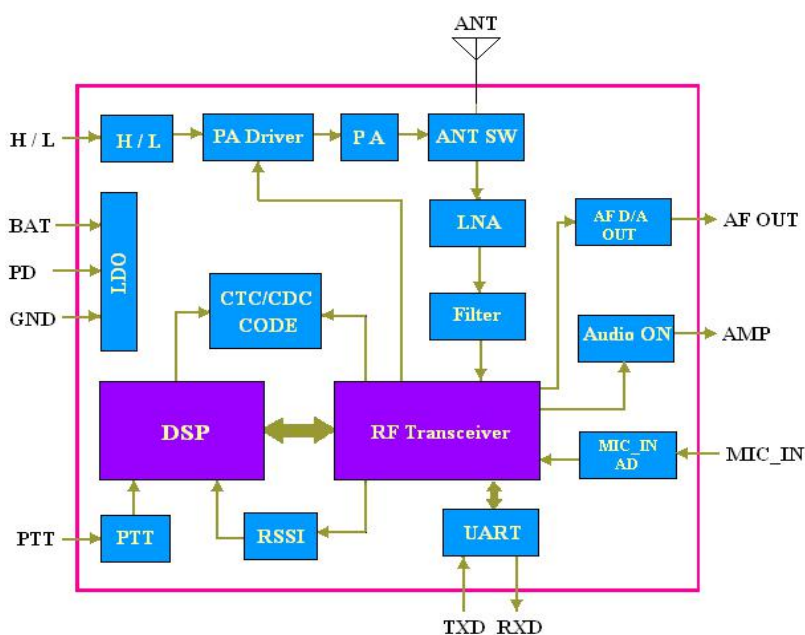 ANT
H / L
H / L
PA Driver
P A
ANT SW
LNA
AF D/A
OUT
AF OUT
BAT
PD
GND
LDO
CTC/CDC
CODE
Filter
Audio ON
AMP
DSP
RF Transceiver
MIC_IN
AD
MIC_IN
PTT
PTT
RSSI
UART
TXD
RXD